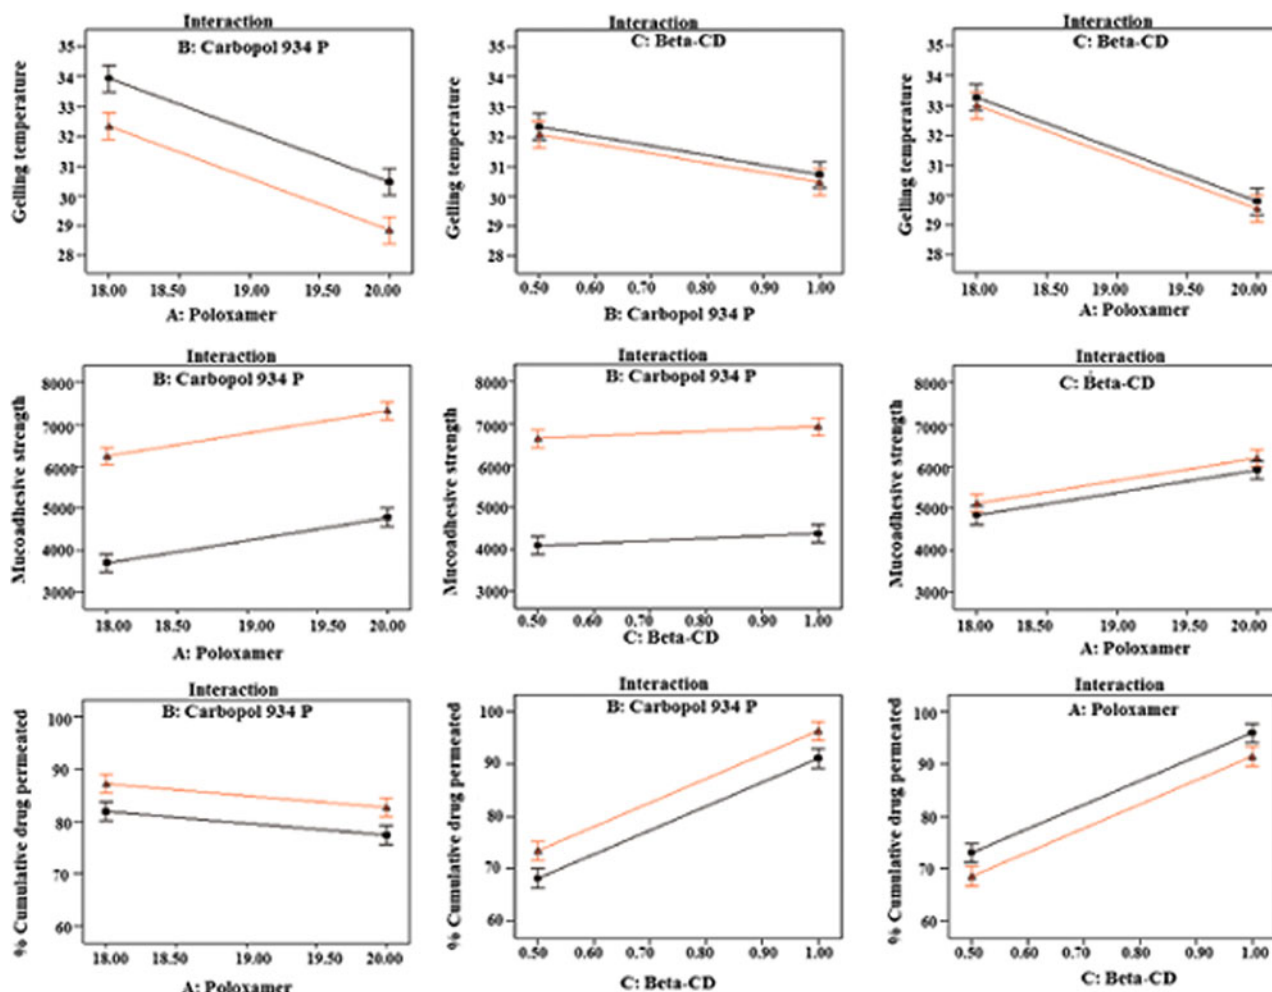 Interaction
B: Carbopol 934 P
Gelling temperature
35
34
33
32
31
30
29
28
18.00 18.50 19.00 19.50 20.00
A: Poloxamer
Interaction
C: Beta-CD
Gelling temperature
35
34
33
32
31
30
29
28
0.50 0.60 0.70 0.80 0.90 1.00
B: Carbopol 934 P
Interaction
C: Beta-CD
Gelling temperature
35
34
33
32
31
30
29
28
18.00 18.50 19.00 19.50 20.00
A: Poloxamer
Interaction
B: Carbopol 934 P
Mucoadhesive strength
8000
7000
6000
5000
4000
3000
18.00 18.50 19.00 19.50 20.00
A: Poloxamer
Interaction
B: Carbopol 934 P
Mucoadhesive strength
8000
7000
6000
5000
4000
3000
0.50 0.60 0.70 0.80 0.90 1.00
C: Beta-CD
Interaction
C: Beta-CD
Mucoadhesive strength
8000
7000
6000
5000
4000
3000
18.00 18.50 19.00 19.50 20.00
A: Poloxamer
Interaction
B: Carbopol 934 P
% Cumulative drug permeated
100
90
80
70
60
18.00 18.50 19.00 19.50 20.00
A: Poloxamer
Interaction
B: Carbopol 934 P
% Cumulative drug permeated
100
90
80
70
60
0.50 0.60 0.70 0.80 0.90 1.00
C: Beta-CD
Interaction
A: Poloxamer
% Cumulative drug permeated
100
90
80
70
60
0.50 0.60 0.70 0.80 0.90 1.00
C: Beta-CD